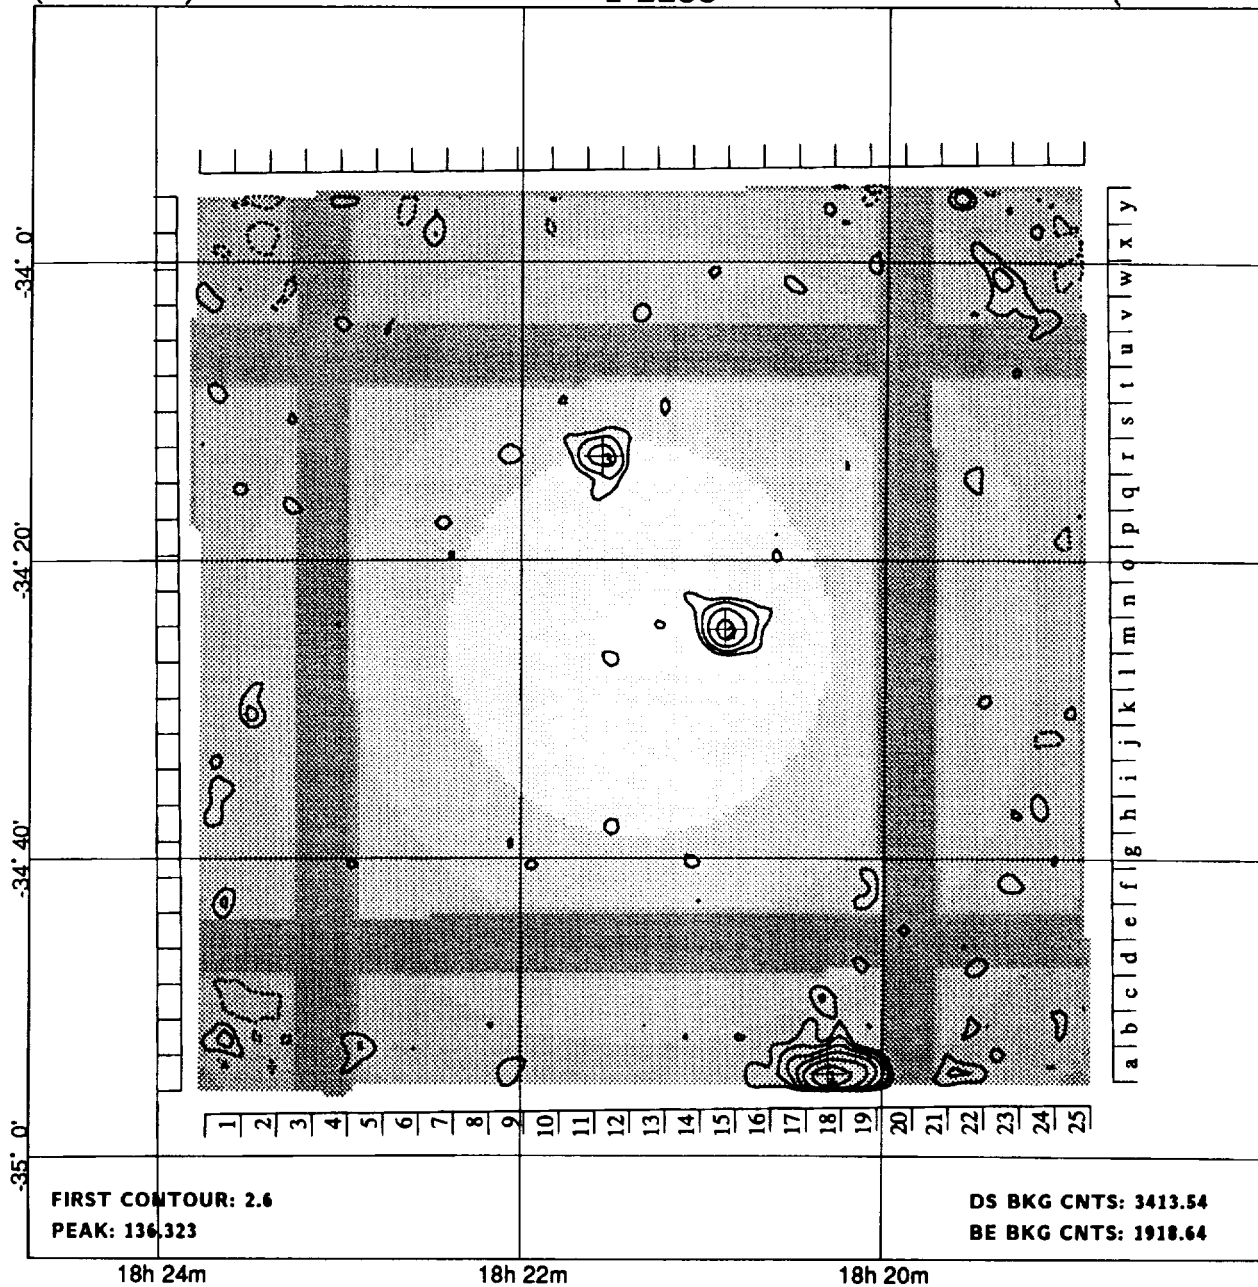 -34° 0'
-34° 20'
-34° 40'
-35° 0'
y
x
w
v
u
t
s
r
q
p
o
n
m
l
k
j
i
h
g
f
e
d
c
b
a
1 2 3 4 5 6 7 8 9 10 11 12 13 14 15 16 17 18 19 20 21 22 23 24 25
FIRST CONTOUR: 2.6
PEAK: 136.323
DS BKG CNTS: 3413.54
BE BKG CNTS: 1918.64
18h 24m 18h 22m 18h 20m